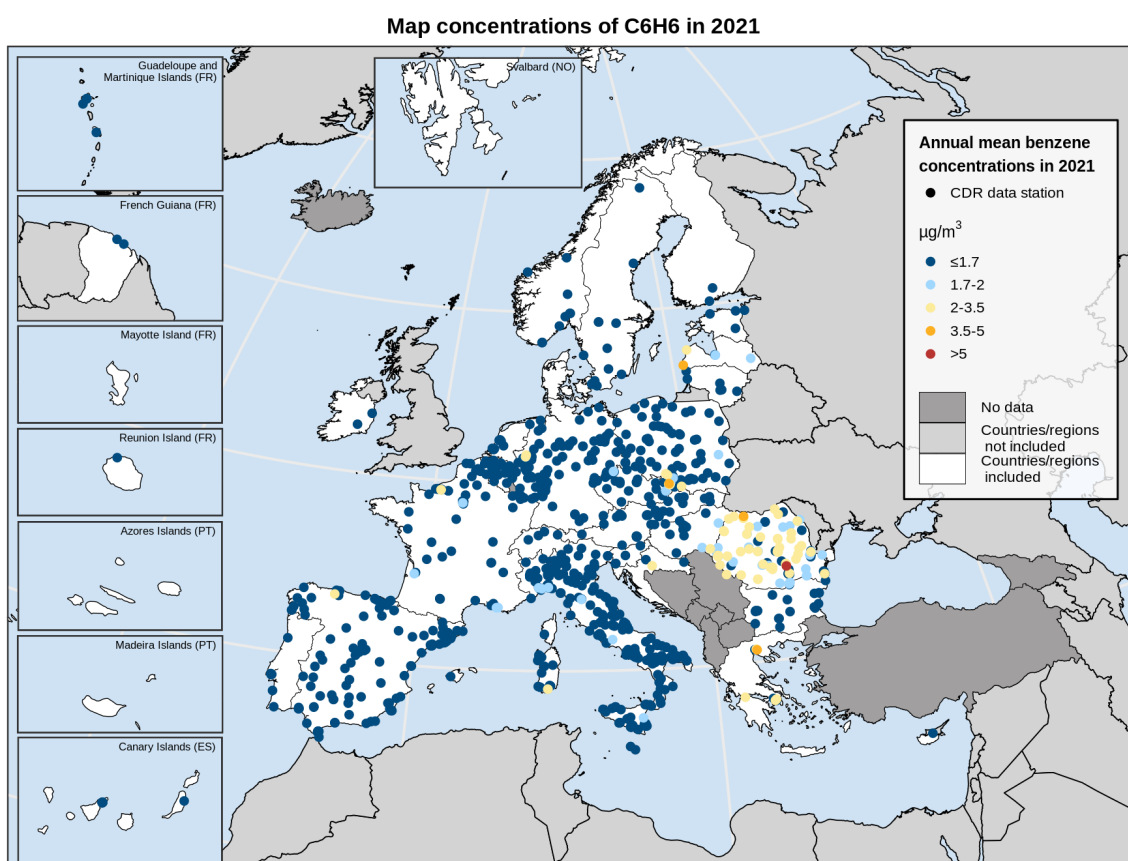 Map concentrations of C6H6 in 2021
Guadeloupe and
Martinique Islands (FR)
Svalbard (NO)
French Guiana (FR)
Mayotte Island (FR)
Reunion Island (FR)
Azores Islands (PT)
Madeira Islands (PT)
Canary Islands (ES)
Annual mean benzene
concentrations in 2021
CDR data station
µg/m³
≤1.7
1.7-2
2-3.5
3.5-5
>5
No data
Countries/regions
not included
Countries/regions
included